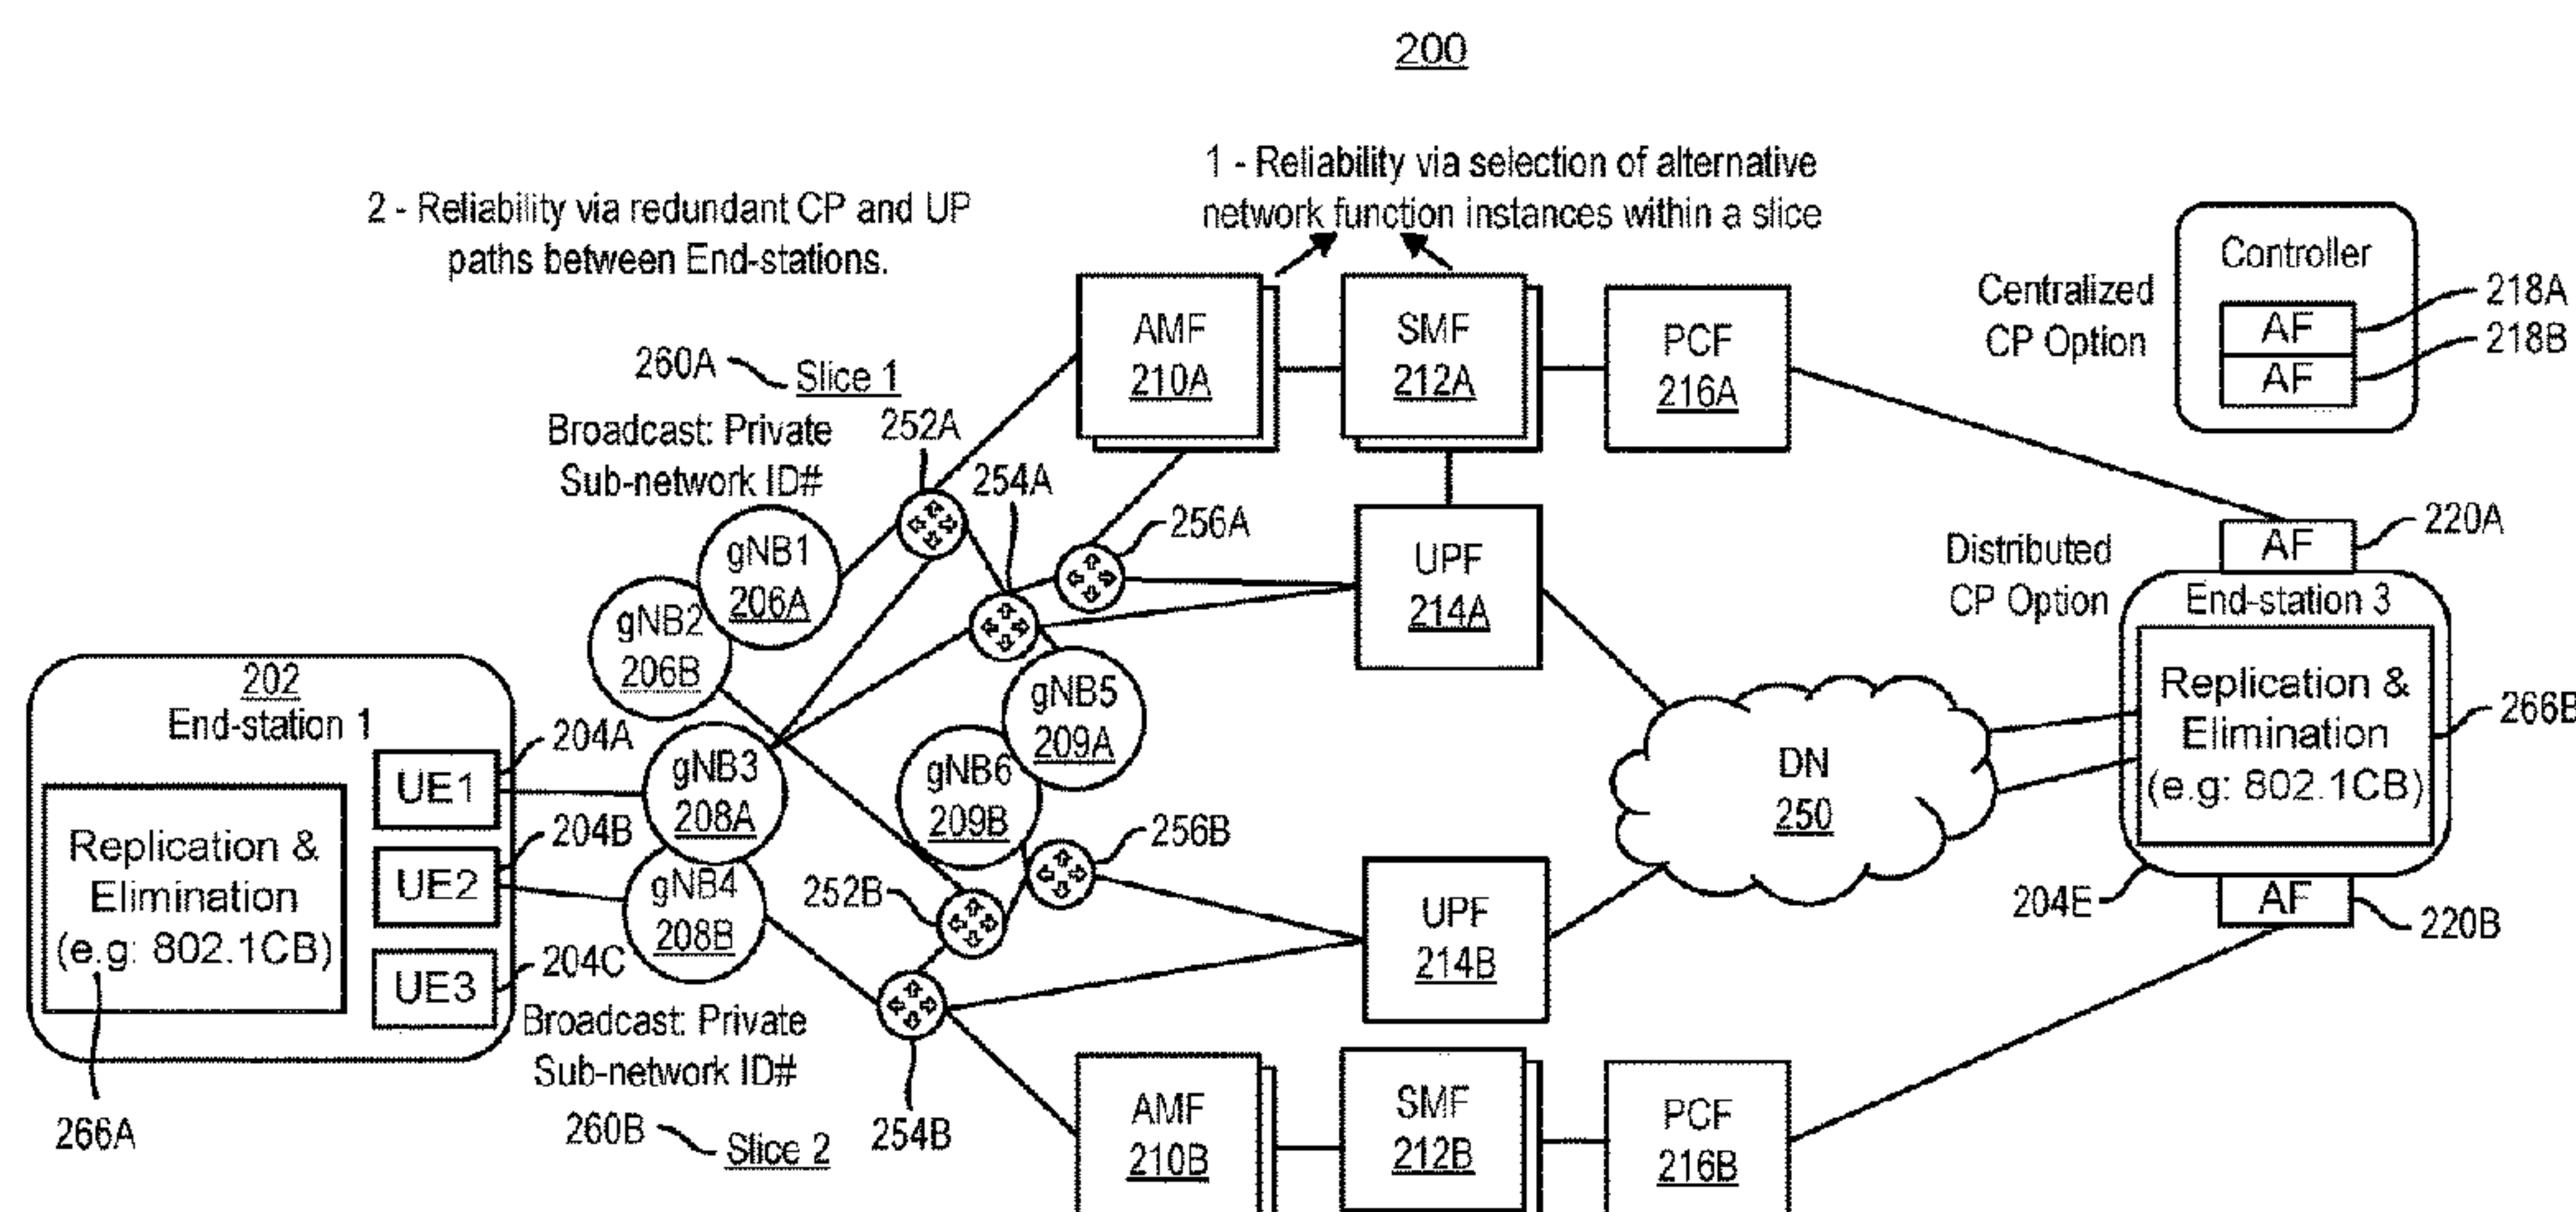 200
1 - Reliability via selection of alternative
network function instances within a slice
2 - Reliability via redundant CP and UP
paths between End-stations.
Controller
AF
AF
218A
218B
Centralized
CP Option
AMF
210A
SMF
212A
PCF
216A
260A
Slice 1
Broadcast: Private
Sub-network ID#
252A
254A
256A
gNB1
206A
gNB2
206B
UPF
214A
Distributed
CP Option
AF
220A
End-station 3
Replication &
Elimination
(e.g: 802.1CB)
266B
204E
AF
220B
202
End-station 1
Replication &
Elimination
(e.g: 802.1CB)
266A
UE1
204A
UE2
204B
UE3
204C
gNB3
208A
gNB4
208B
gNB5
209A
gNB6
209B
252B
256B
254B
DN
250
UPF
214B
Broadcast: Private
Sub-network ID#
260B
Slice 2
AMF
210B
SMF
212B
PCF
216B